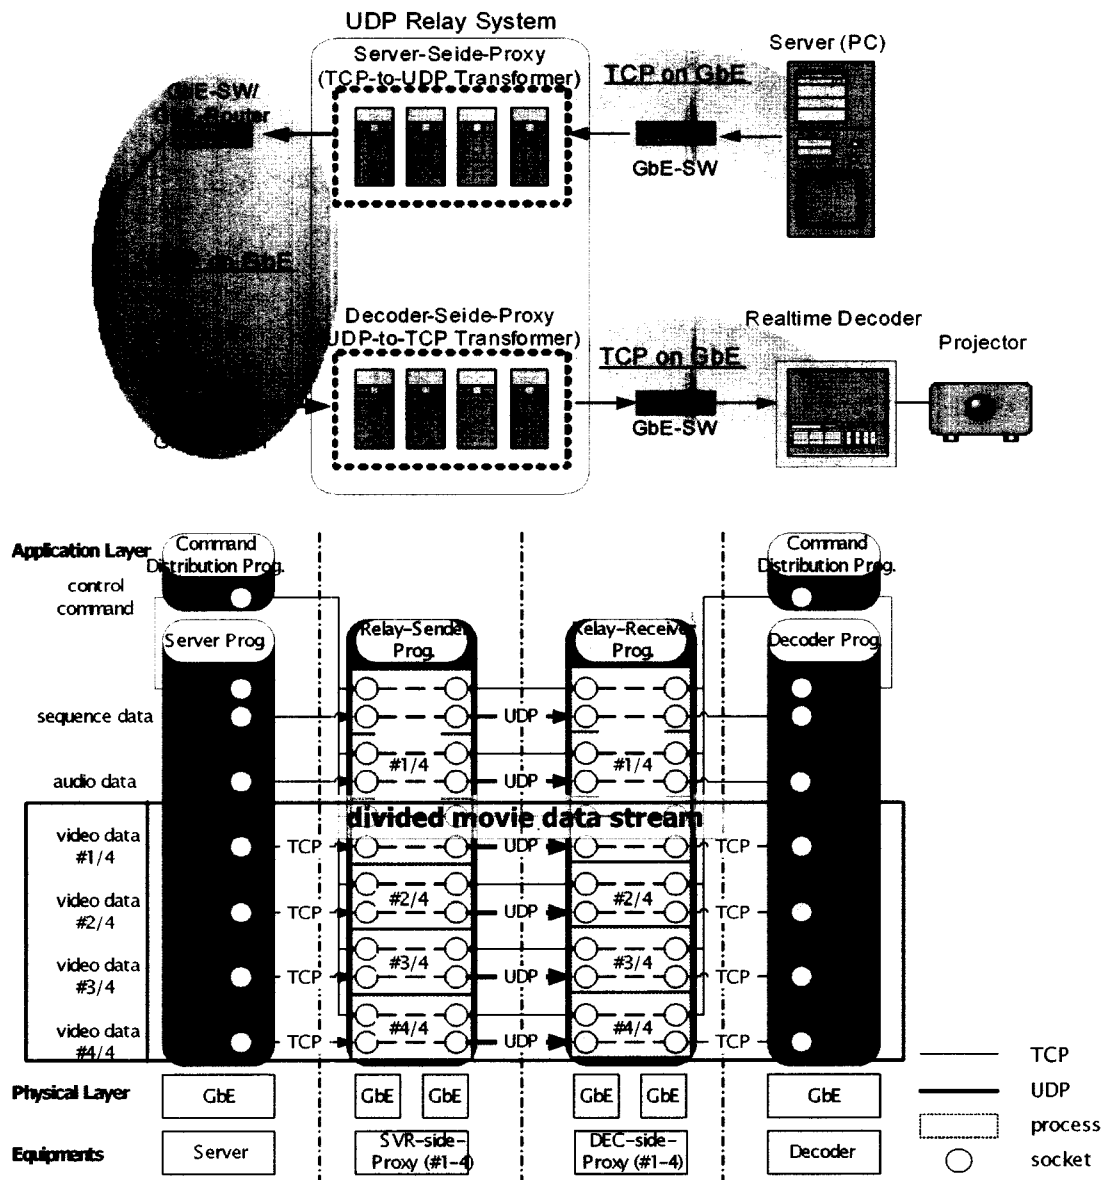 UDP Relay System
Server-Seide-Proxy
(TCP-to-UDP Transformer)
TCP on GbE
Server (PC)
GbE-SW/
Router
GbE-SW
on GbE
Decoder-Seide-Proxy
UDP-to-TCP Transformer)
TCP on GbE
Realtime Decoder
Projector
GbE-SW
Application Layer
Command
Distribution Prog.
Command
Distribution Prog.
control
command
Server Prog
Relay-Sender
Prog.
Relay-Receiver
Prog.
Decoder Prog.
sequence data
UDP
#1/4
#1/4
audio data
UDP
divided movie data stream
video data
#1/4
TCP
UDP
TCP
video data
#2/4
TCP
#2/4
UDP
#2/4
TCP
video data
#3/4
TCP
#3/4
UDP
#3/4
TCP
video data
#4/4
TCP
#4/4
UDP
#4/4
TCP
Physical Layer
GbE
GbE
GbE
GbE
GbE
GbE
Equipments
Server
SVR-side-
Proxy (#1-4)
DEC-side-
Proxy (#1-4)
Decoder
TCP
UDP
process
socket